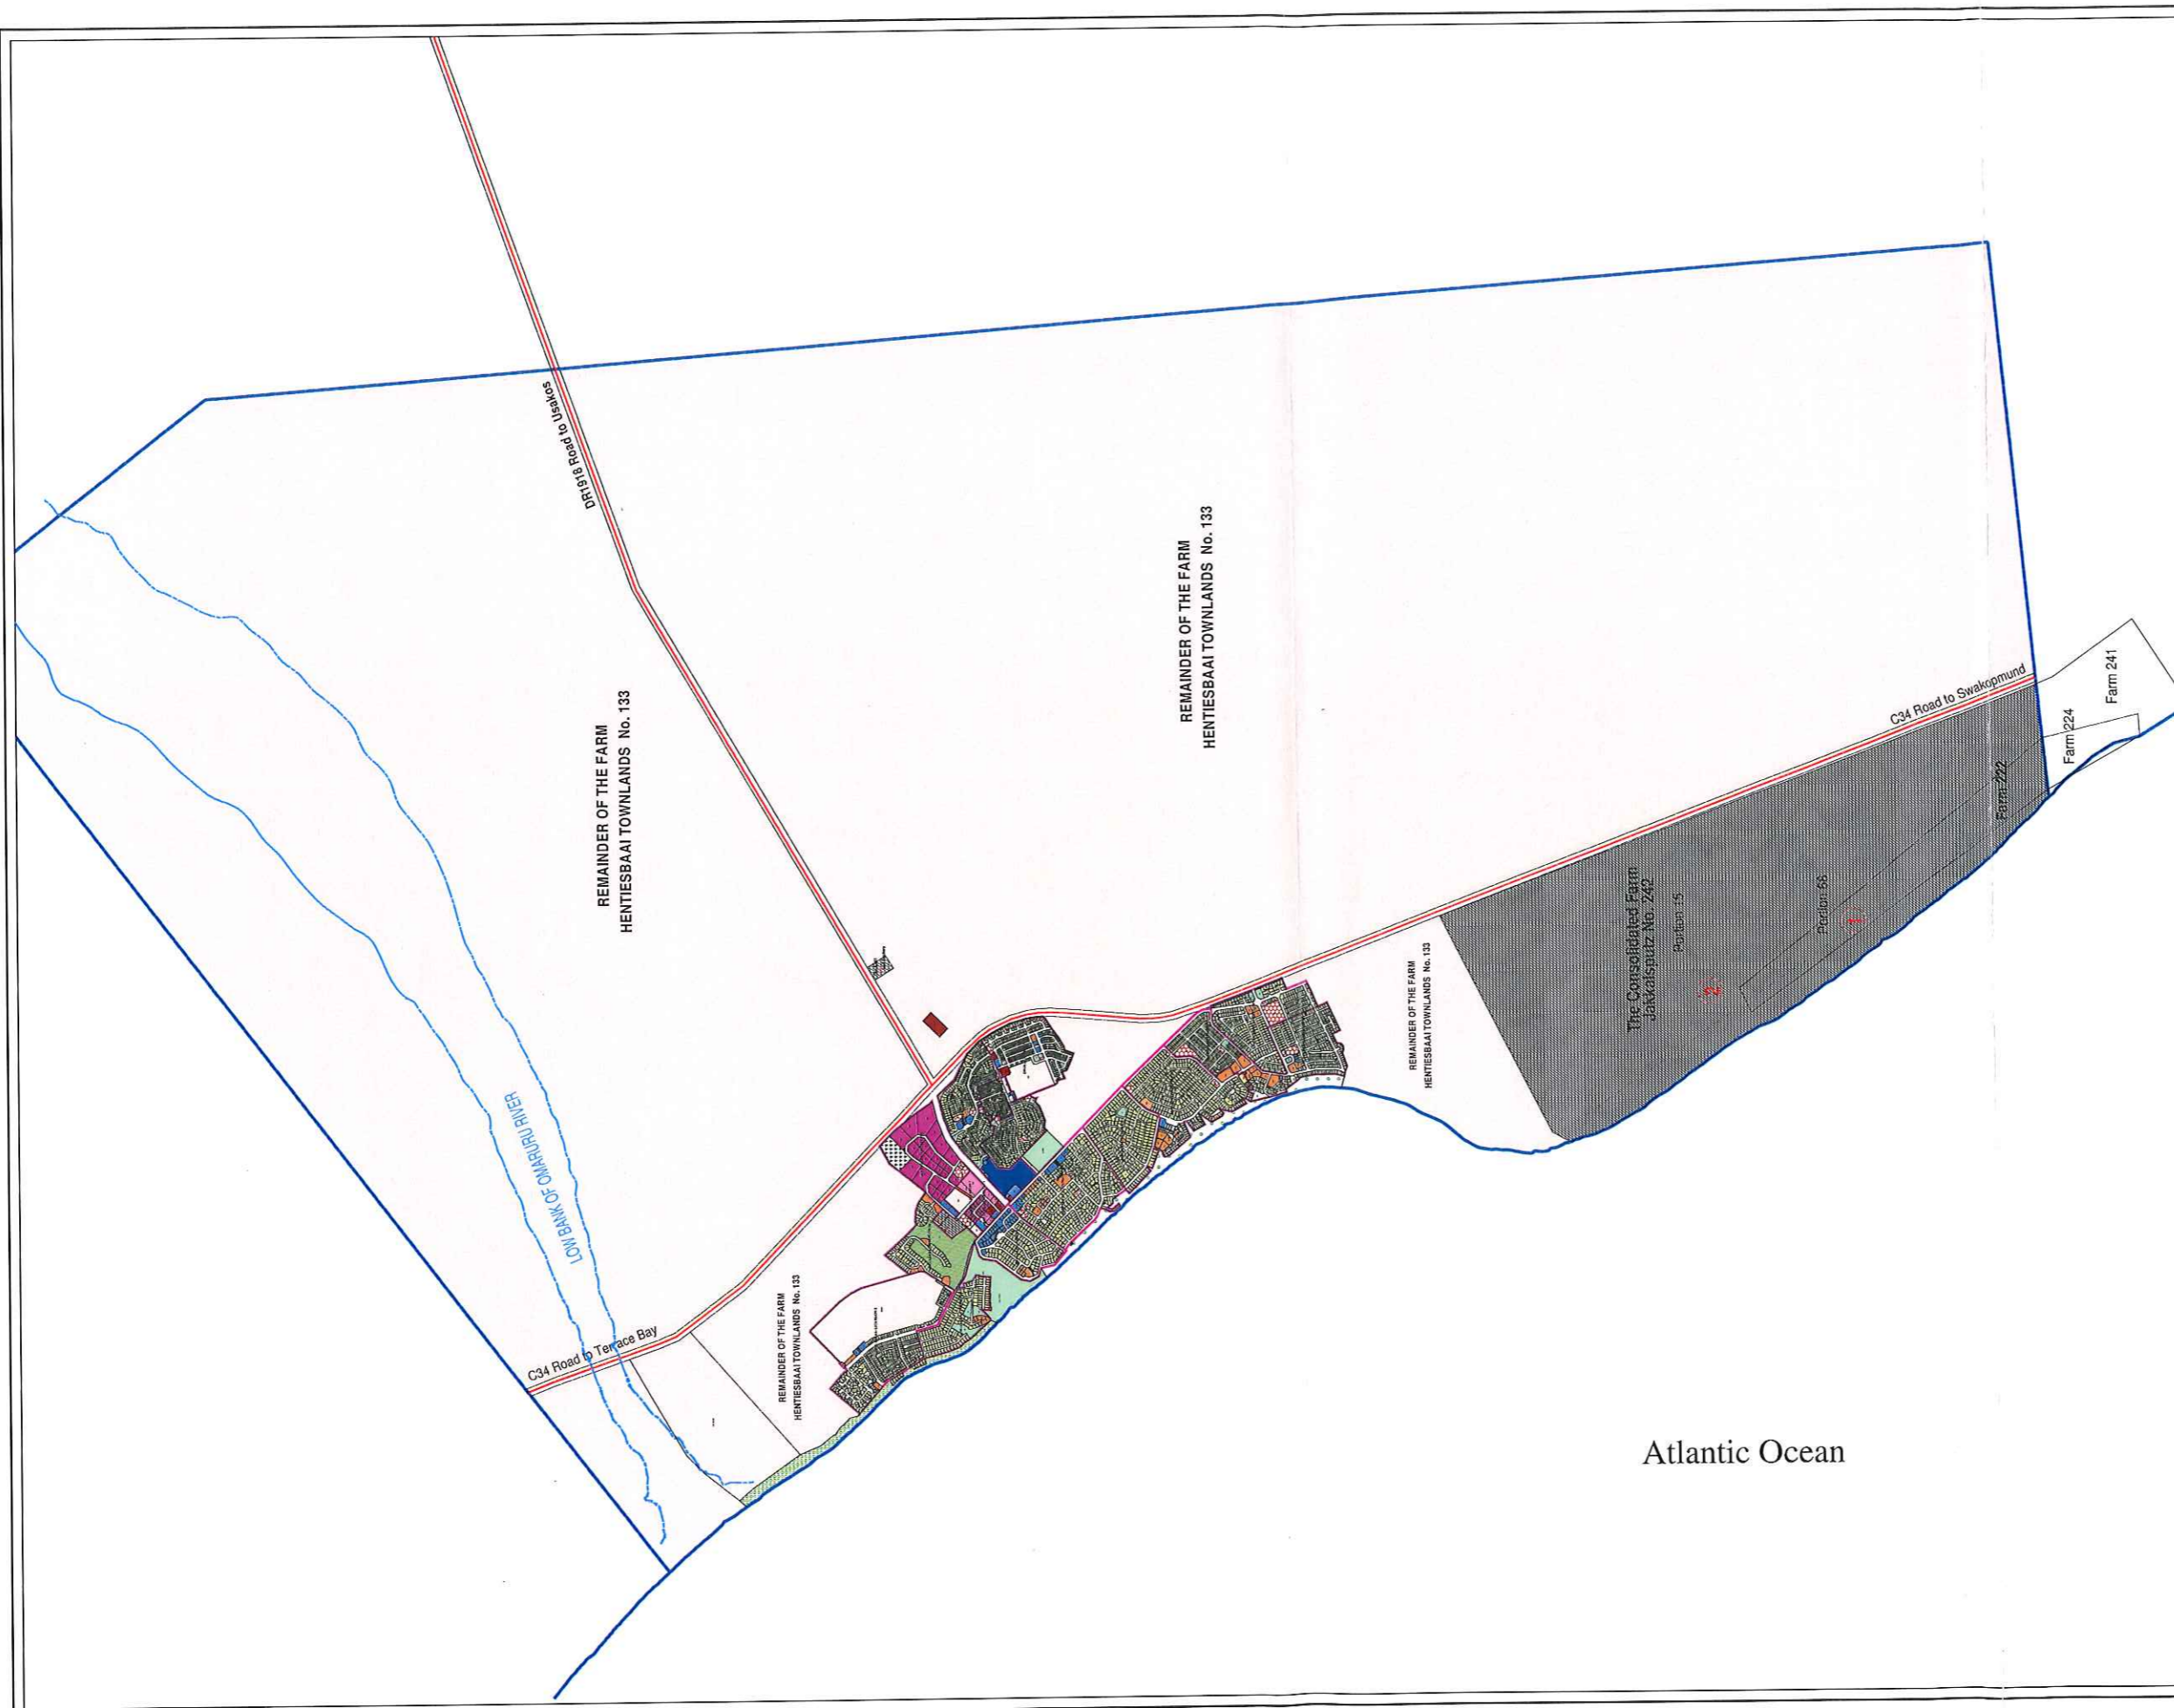 DR1918 Road to Usakos
REMAINDER OF THE FARM
HENTIESBAAI TOWNLANDS No. 133
REMAINDER OF THE FARM
HENTIESBAAI TOWNLANDS No. 133
C34 Road to Swakopmund
Farm 241
Farm 224
Farm 222
The Consolidated Farm
Jakkalsputz No. 242
Portion 15
Portion 68
1
2
REMAINDER OF THE FARM
HENTIESBAAI TOWNLANDS No. 133
LOW BANK OF OMARURU RIVER
C34 Road to Terrace Bay
REMAINDER OF THE FARM
HENTIESBAAI TOWNLANDS No. 133
Atlantic Ocean